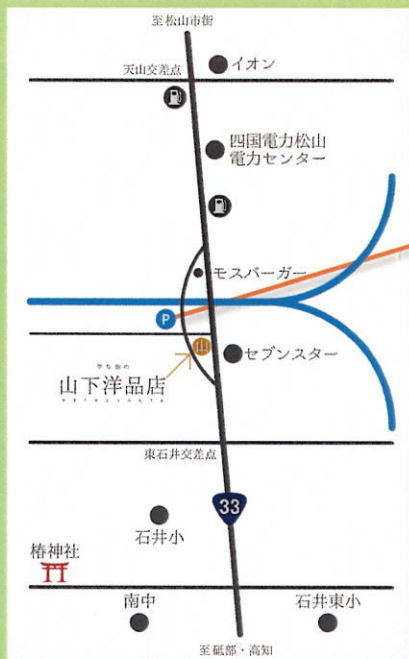 至松山市街
イオン
天山交差点
四国電力松山
電力センター
モスバーガー
P
山
セブンスター
山下洋品店
東石井交差点
33
石井小
椿神社
南中
石井東小
至砥部・高知